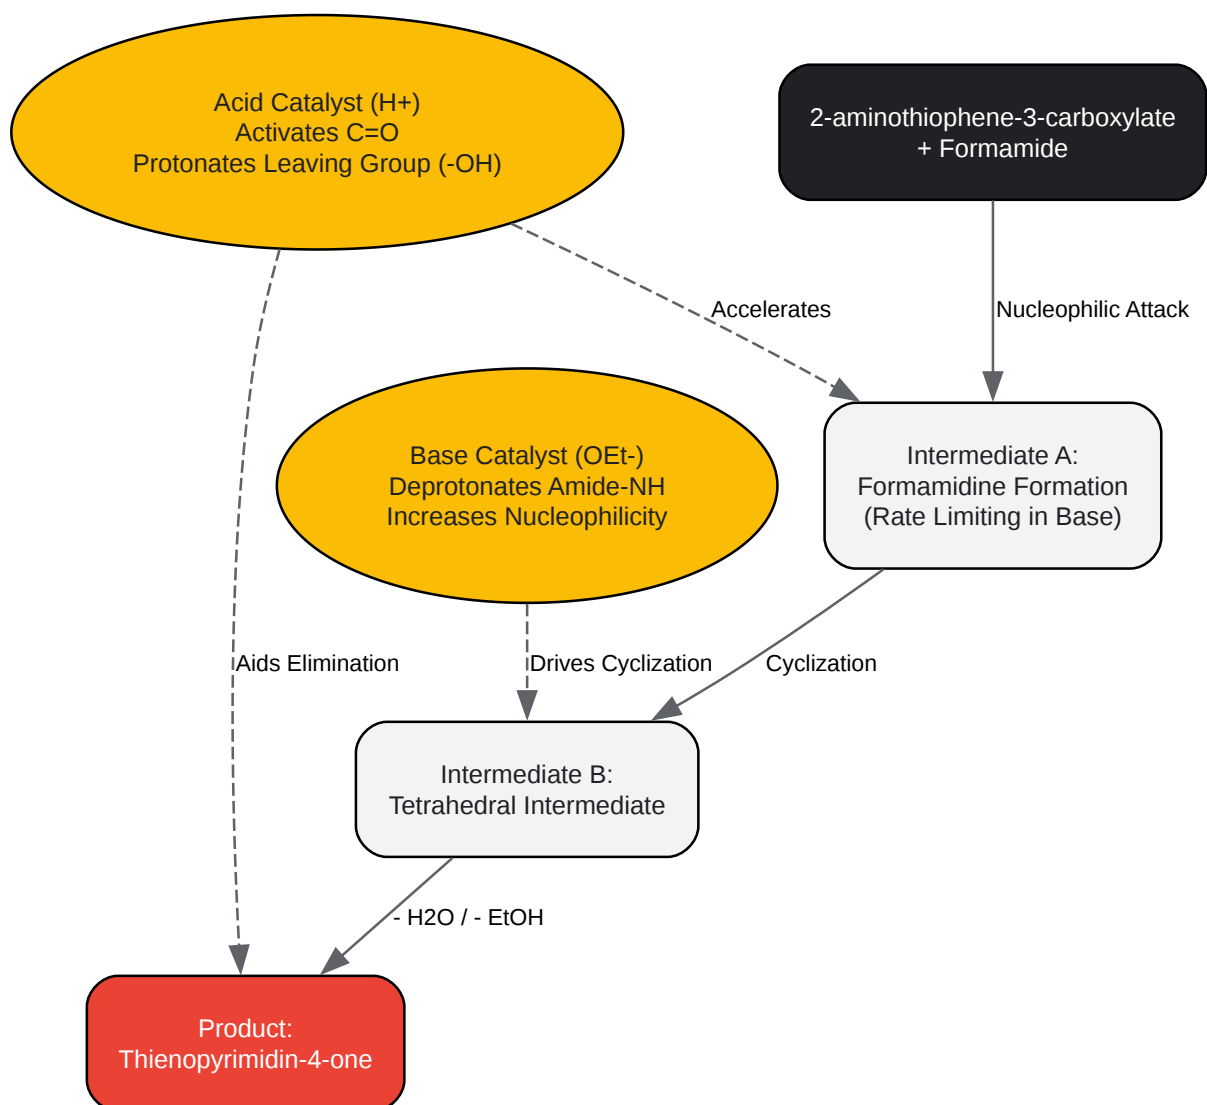 Acid Catalyst (H+)
Activates C=O
Protonates Leaving Group (-OH)
2-aminothiophene-3-carboxylate
+ Formamide
Accelerates
Nucleophilic Attack
Base Catalyst (OEt-)
Deprotonates Amide-NH
Increases Nucleophilicity
Intermediate A:
Formamidine Formation
(Rate Limiting in Base)
Aids Elimination
Drives Cyclization
Cyclization
Intermediate B:
Tetrahedral Intermediate
- H2O / - EtOH
Product:
Thienopyrimidin-4-one